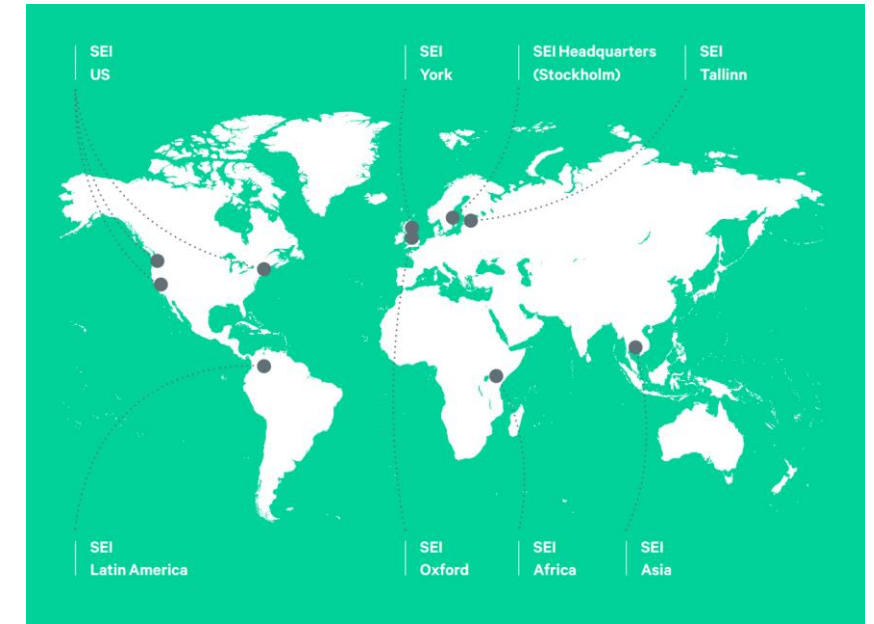 SEI
US
SEI
York
SEI Headquarters
(Stockholm)
SEI
Tallinn
SEI
Latin America
SEI
Oxford
SEI
Africa
SEI
Asia